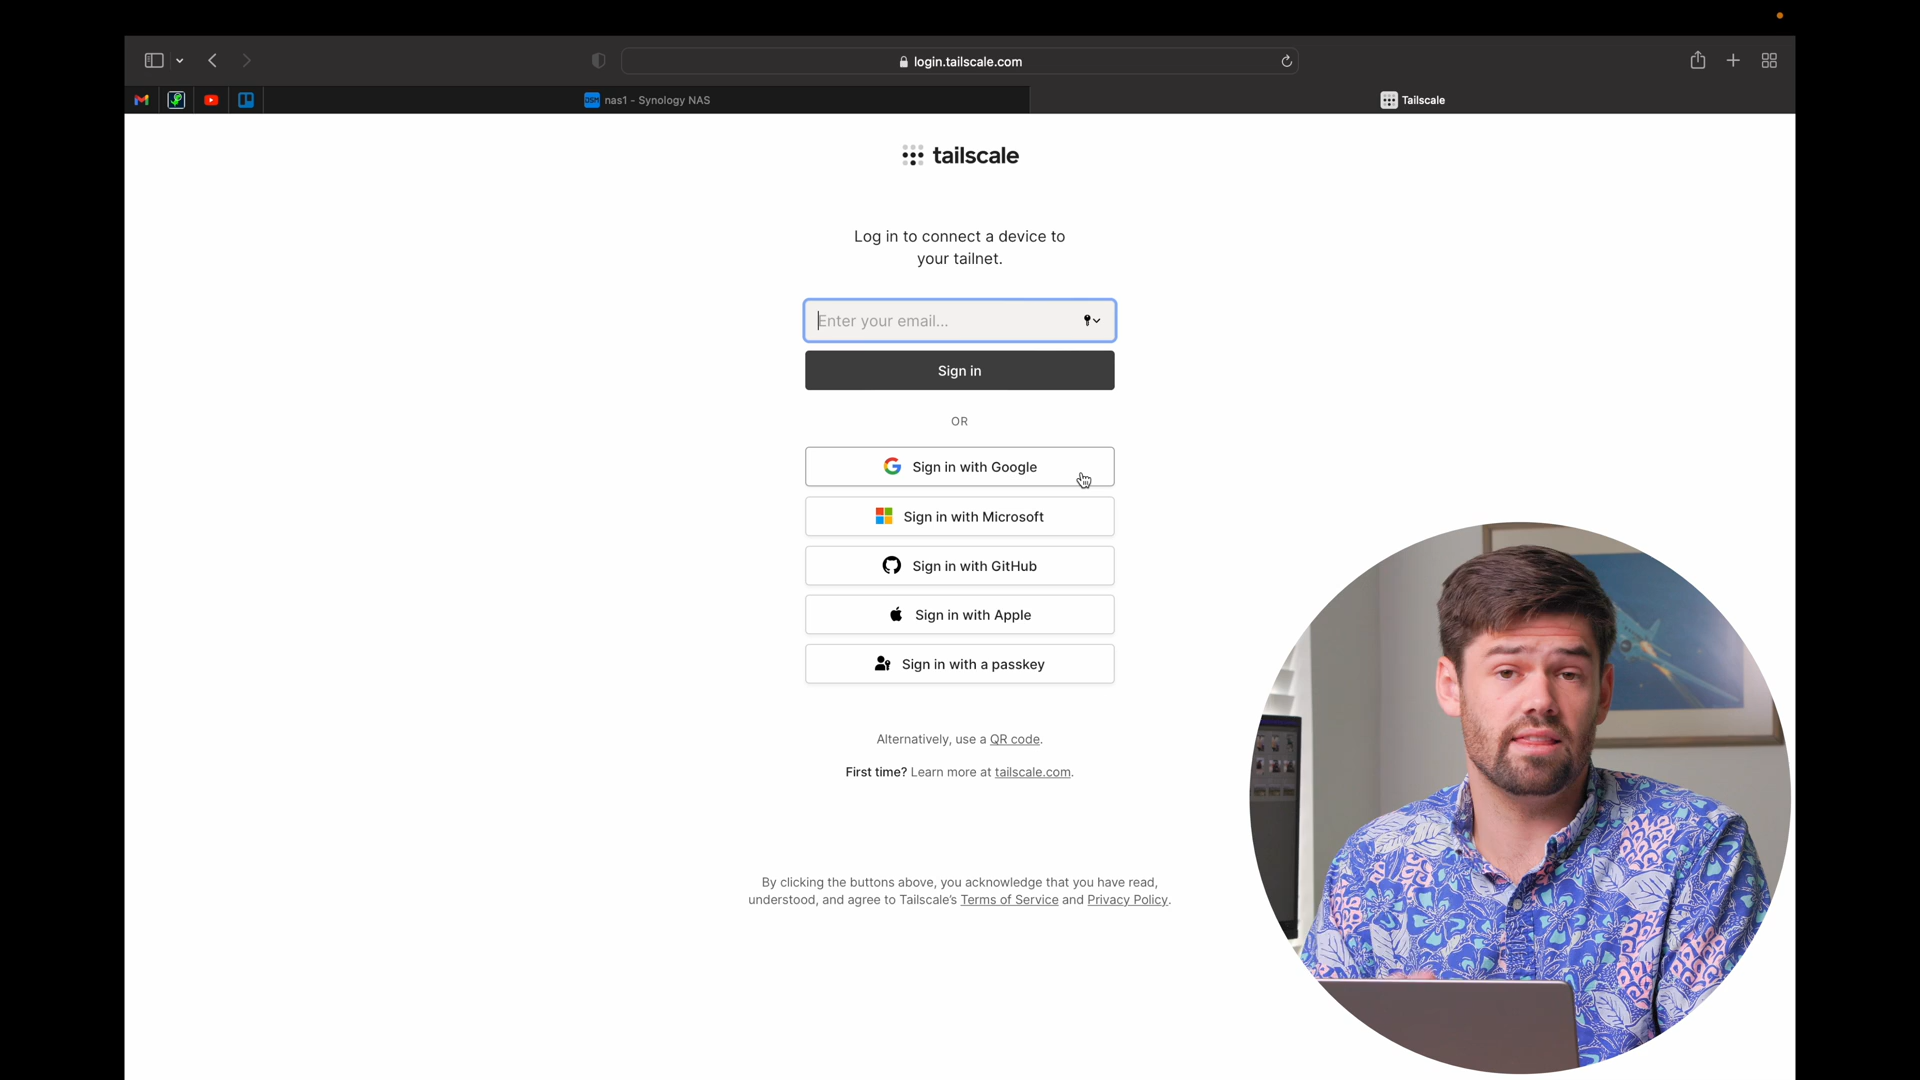 login.tailscale.com
DSM nas1 - Synology NAS
Tailscale
tailscale
Log in to connect a device to
your tailnet.
Enter your email...
Sign in
OR
Sign in with Google
Sign in with Microsoft
Sign in with GitHub
Sign in with Apple
Sign in with a passkey
Alternatively, use a QR code.
First time? Learn more at tailscale.com.
By clicking the buttons above, you acknowledge that you have read,
understood, and agree to Tailscale's Terms of Service and Privacy Policy.